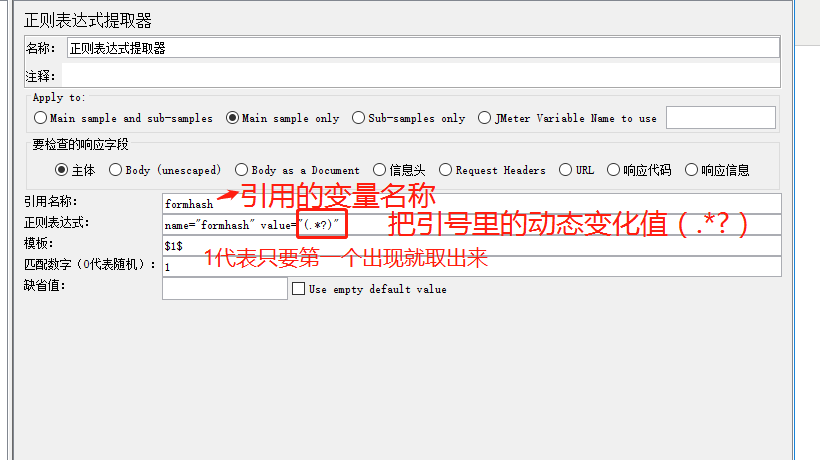 正则表达式提取器
名称： 正则表达式提取器
注释：
Apply to:
Main sample and sub-samples Main sample only Sub-samples only JMeter Variable Name to use
要检查的响应字段
主体 Body (unescaped) Body as a Document 信息头 Request Headers URL 响应代码 响应信息
引用名称： formhash 引用的变量名称
正则表达式： name="formhash" value="(.*?)" 把引号里的动态变化值（.*?）
模板： $1$
1代表只要第一个出现就取出来
匹配数字（0代表随机）： 1
缺省值： Use empty default value